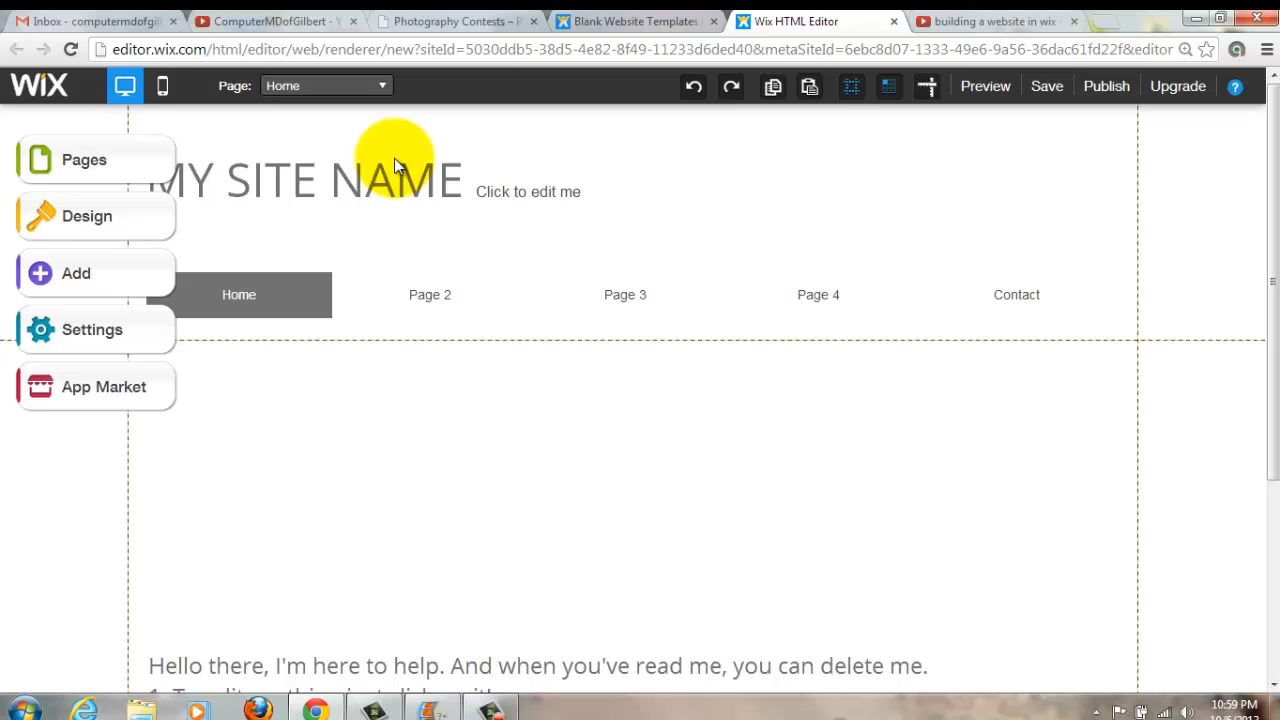 Inbox - computermdofgil
ComputerMDofGilbert - Y
Photography Contests – P
Blank Website Templates
Wix HTML Editor
building a website in wix -
editor.wix.com/html/editor/web/renderer/new?siteId=5030ddb5-38d5-4e82-8f49-11233d6ded40&metaSiteId=6ebc8d07-1333-49e6-9a56-36dac61fd22f&editor
WiX
Page:
Home
Preview
Save
Publish
Upgrade
?
Pages
MY SITE NAME
Click to edit me
Design
Add
Home
Page 2
Page 3
Page 4
Contact
Settings
App Market
Hello there, I'm here to help. And when you've read me, you can delete me.
10:59 PM